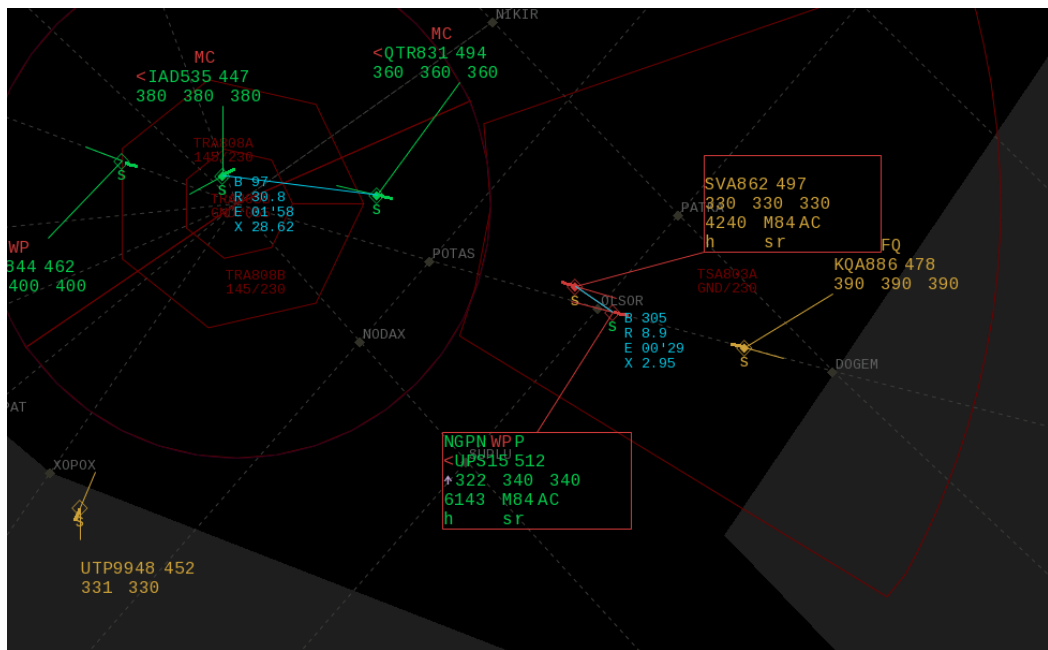 NIKIR
MC
<QTR831 494
360 360 360
MC
<IAD535 447
380 380 380
TRA808A
145/230
S
S
B 97
R 30.8
E 01'58
X 28.62
S
SVA862 497
330 330 330
4240 M84 AC
h sr
WP
844 462
400 400
POTAS
TRA808B
145/230
FQ
KQA886 478
390 390 390
TSA803A
GND/230
S
OLSOR
S
B 305
R 8.9
E 00'29
X 2.95
NODAX
S
DOGEM
PAT
NGPN WP P
<UPS15 512
↑322 340 340
6143 M84 AC
h sr
XOPOX
S
UTP9948 452
331 330